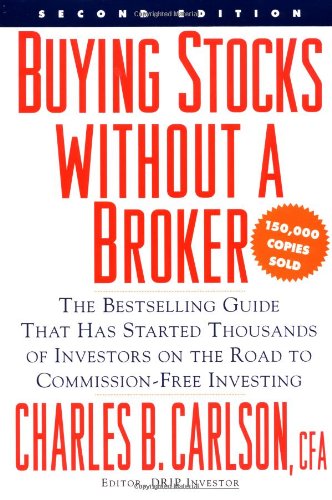 SECOND EDITION
BUYING STOCKS
WITHOUT A
BROKER
150,000
COPIES
SOLD
THE BESTSELLING GUIDE
THAT HAS STARTED THOUSANDS
OF INVESTORS ON THE ROAD TO
COMMISSION-FREE INVESTING
CHARLES B. CARLSON, CFA
EDITOR, DRIP INVESTOR